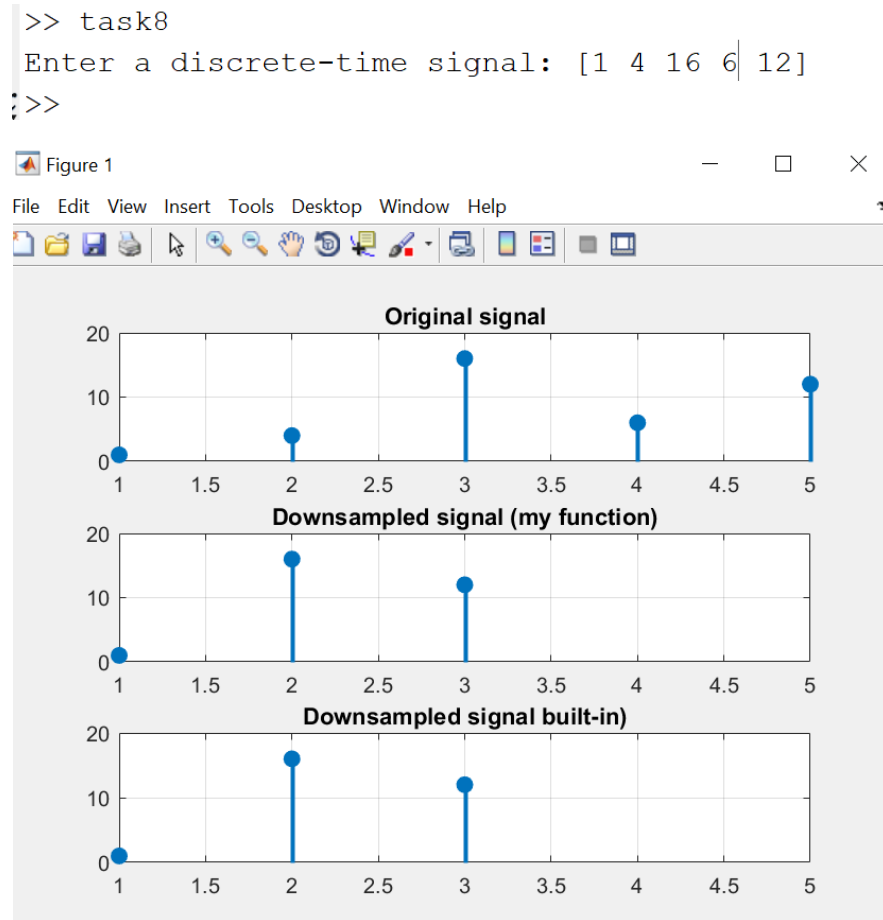 >> task8
Enter a discrete-time signal: [1 4 16 6 12]
>>
Figure 1
File Edit View Insert Tools Desktop Window Help
Original signal
20
10
0
1 1.5 2 2.5 3 3.5 4 4.5 5
Downsampled signal (my function)
20
10
0
1 1.5 2 2.5 3 3.5 4 4.5 5
Downsampled signal built-in)
20
10
0
1 1.5 2 2.5 3 3.5 4 4.5 5